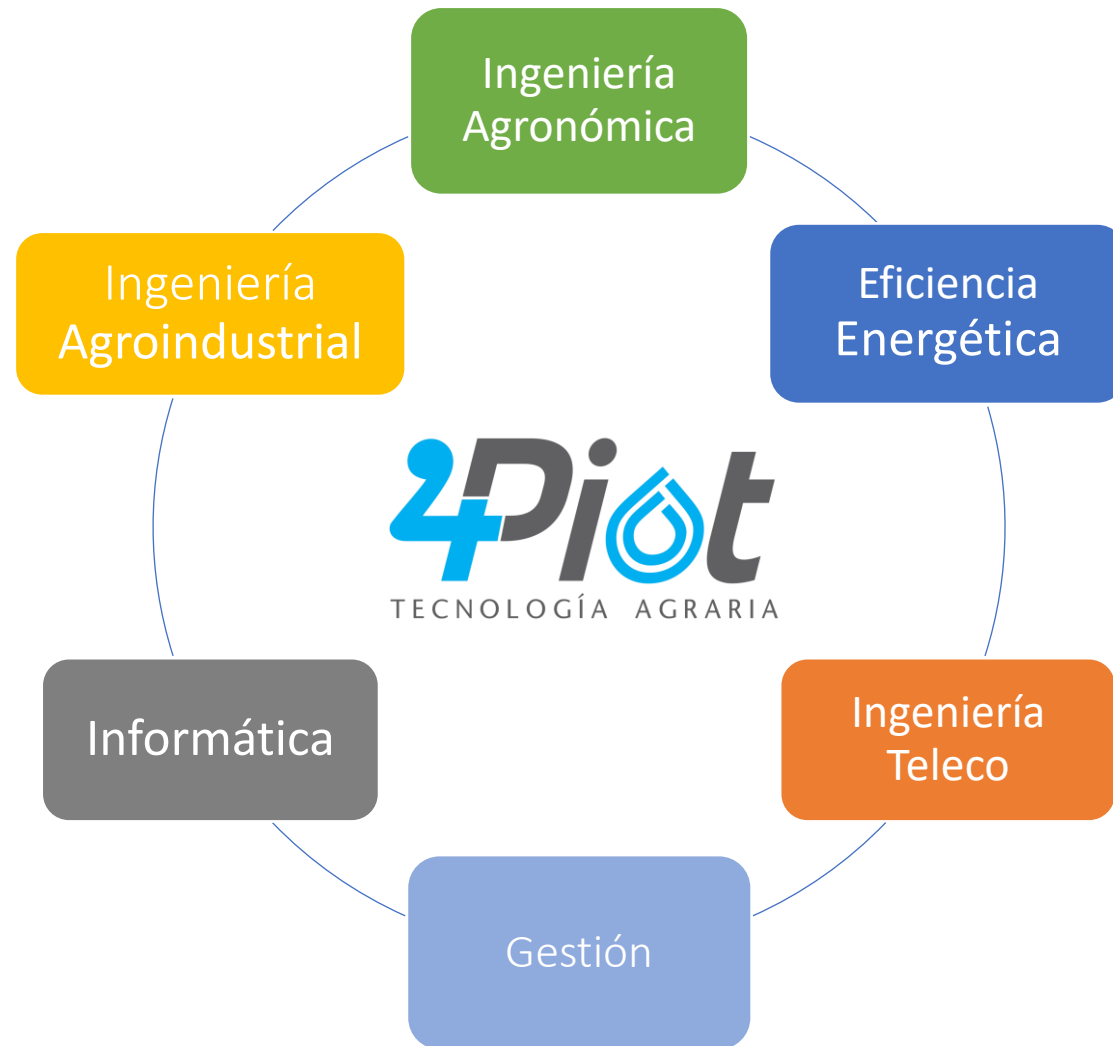 Ingeniería
Agronómica
Eficiencia
Energética
Ingeniería
Teleco
Gestión
Informática
Ingeniería
Agroindustrial
4Piot
TECNOLOGÍA AGRARIA